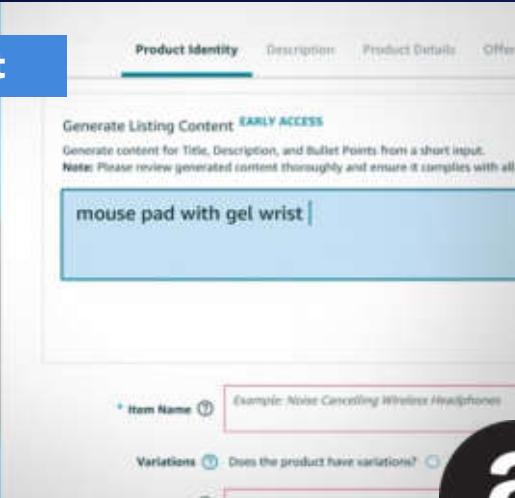 t
Product Identity Description Product Details Offer
Generate Listing Content EARLY ACCESS
Generate content for Title, Description, and Bullet Points from a short input.
Note: Please review generated content thoroughly and ensure it complies with all
mouse pad with gel wrist
* Item Name ?
Example: Noise Cancelling Wireless Headphones
Variations ? Does the product have variations?
a